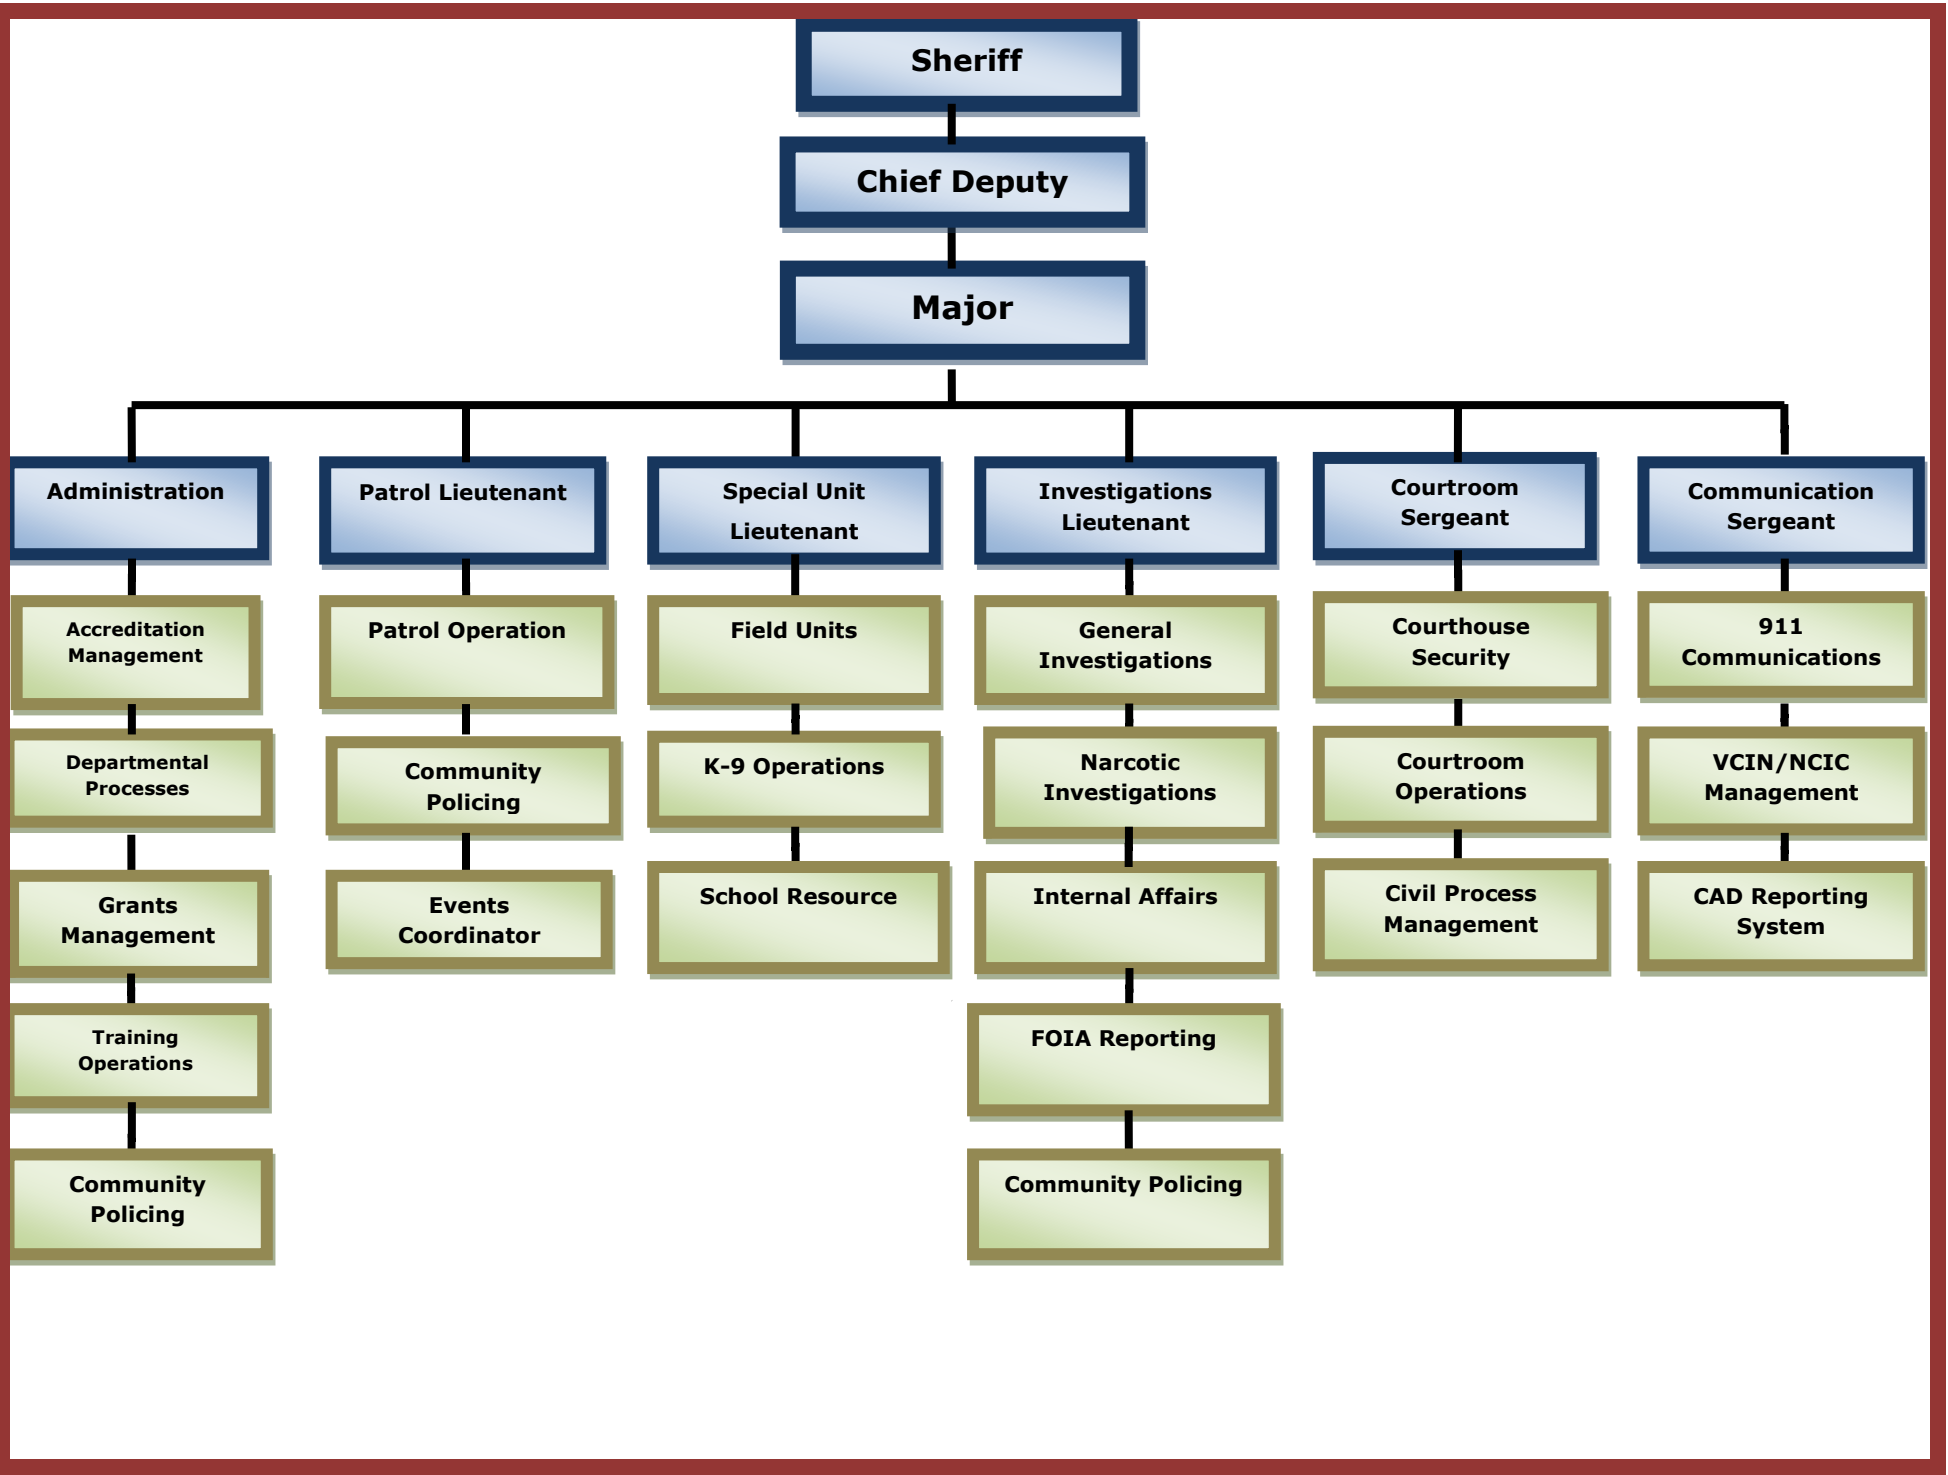 Sheriff
Chief Deputy
Major
Administration
Patrol Lieutenant
Special Unit
Lieutenant
Investigations
Lieutenant
Courtroom
Sergeant
Communication
Sergeant
Accreditation
Management
Patrol Operation
Field Units
General
Investigations
Courthouse
Security
911
Communications
Departmental
Processes
Community
Policing
K-9 Operations
Narcotic
Investigations
Courtroom
Operations
VCIN/NCIC
Management
Grants
Management
Events
Coordinator
School Resource
Internal Affairs
Civil Process
Management
CAD Reporting
System
Training
Operations
FOIA Reporting
Community
Policing
Community Policing